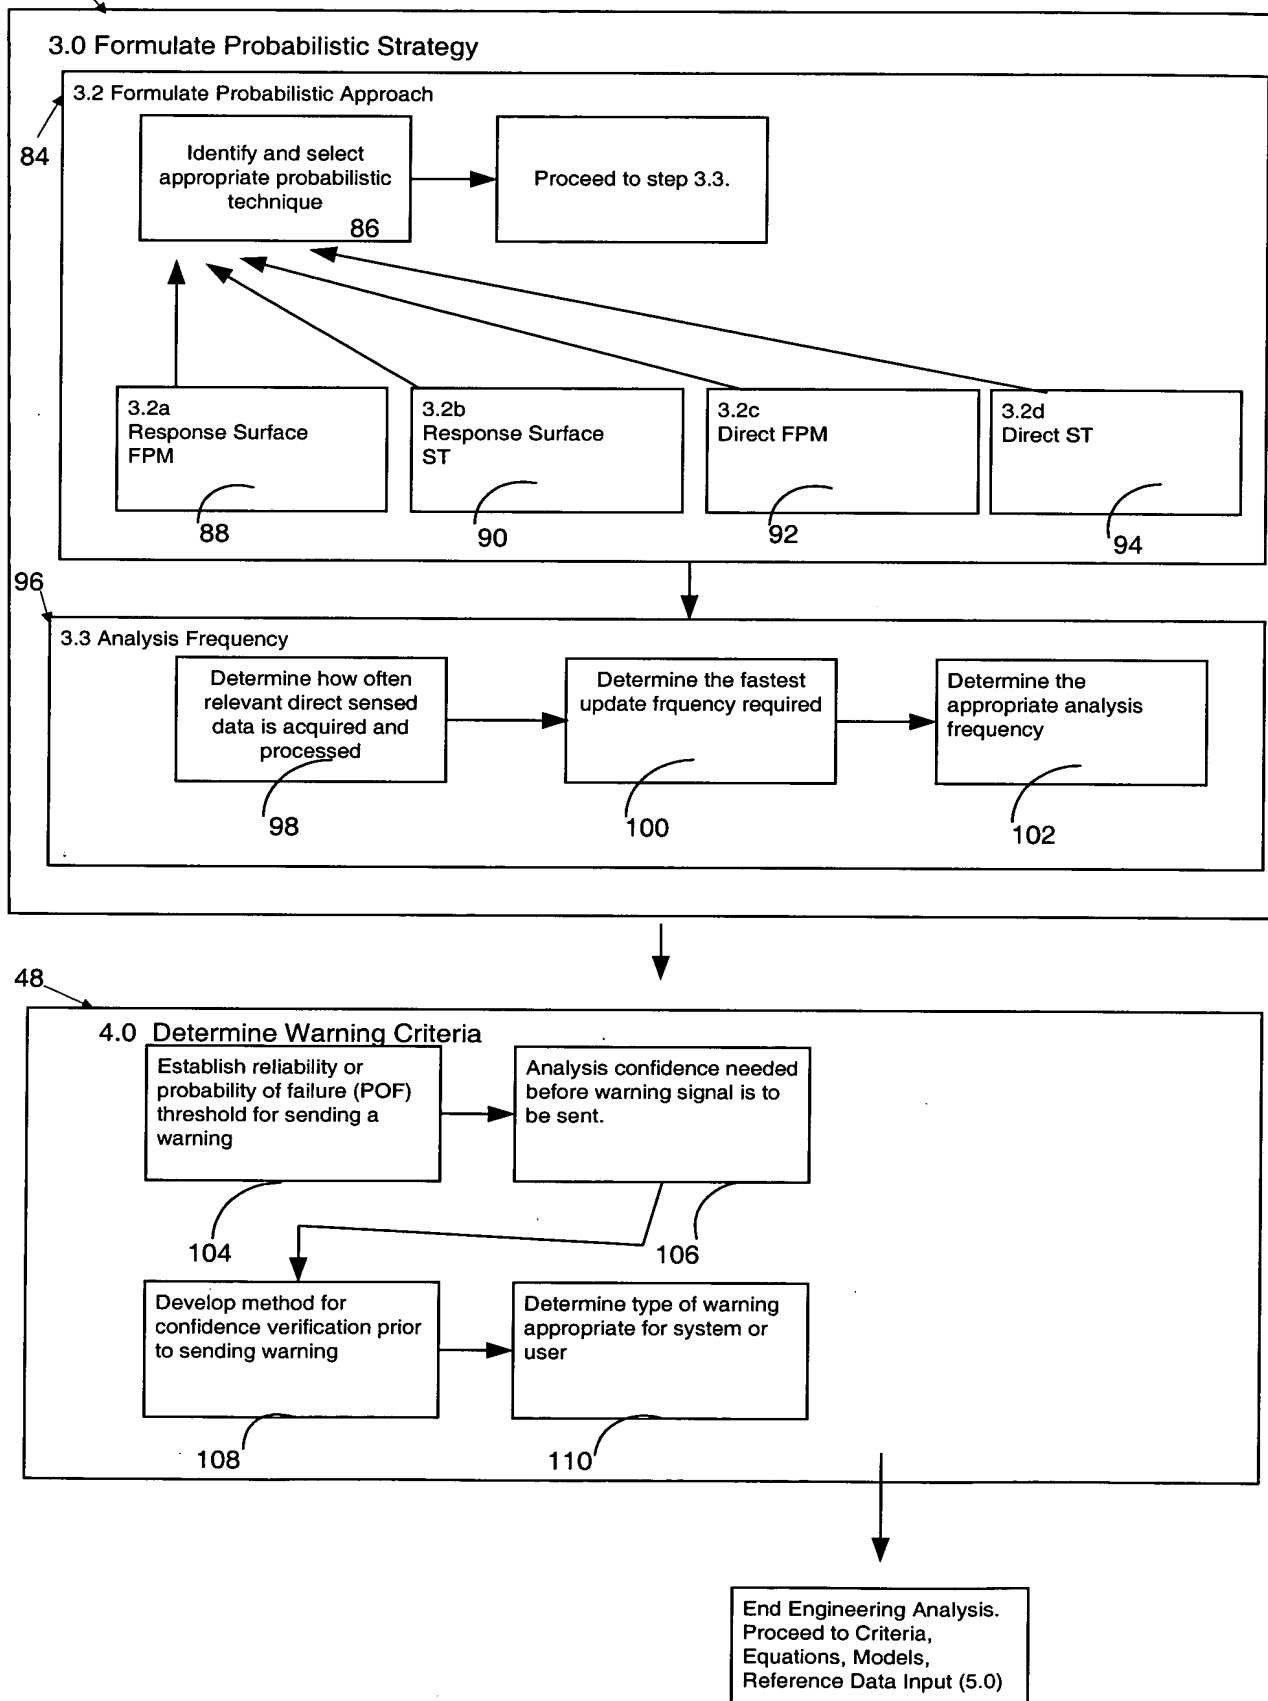 3.0 Formulate Probabilistic Strategy
3.2 Formulate Probabilistic Approach
84
Identify and select
appropriate probabilistic
technique
86
Proceed to step 3.3.
3.2a
Response Surface
FPM
88
3.2b
Response Surface
ST
90
3.2c
Direct FPM
92
3.2d
Direct ST
94
96
3.3 Analysis Frequency
Determine how often
relevant direct sensed
data is acquired and
processed
98
Determine the fastest
update frquency required
100
Determine the
appropriate analysis
frequency
102
48
4.0 Determine Warning Criteria
Establish reliability or
probability of failure (POF)
threshold for sending a
warning
104
Analysis confidence needed
before warning signal is to
be sent.
106
Develop method for
confidence verification prior
to sending warning
108
Determine type of warning
appropriate for system or
user
110
End Engineering Analysis.
Proceed to Criteria,
Equations, Models,
Reference Data Input (5.0)